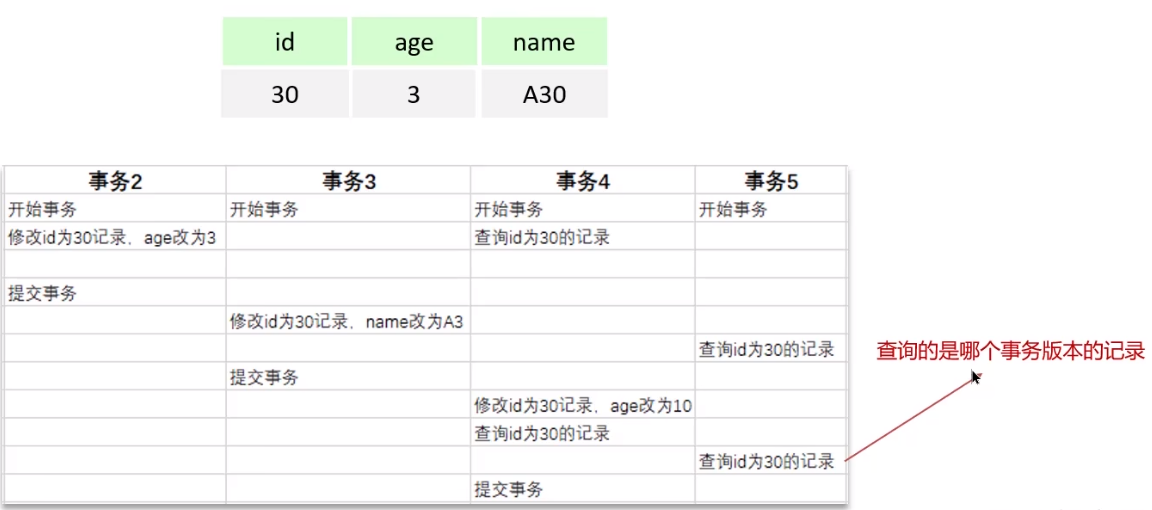 id age name
30 3 A30
事务2 事务3 事务4 事务5
开始事务 开始事务 开始事务 开始事务
修改id为30记录，age改为3 查询id为30的记录
提交事务
修改id为30记录，name改为A3
查询id为30的记录
查询的是哪个事务版本的记录
提交事务
修改id为30记录，age改为10
查询id为30的记录
查询id为30的记录
提交事务